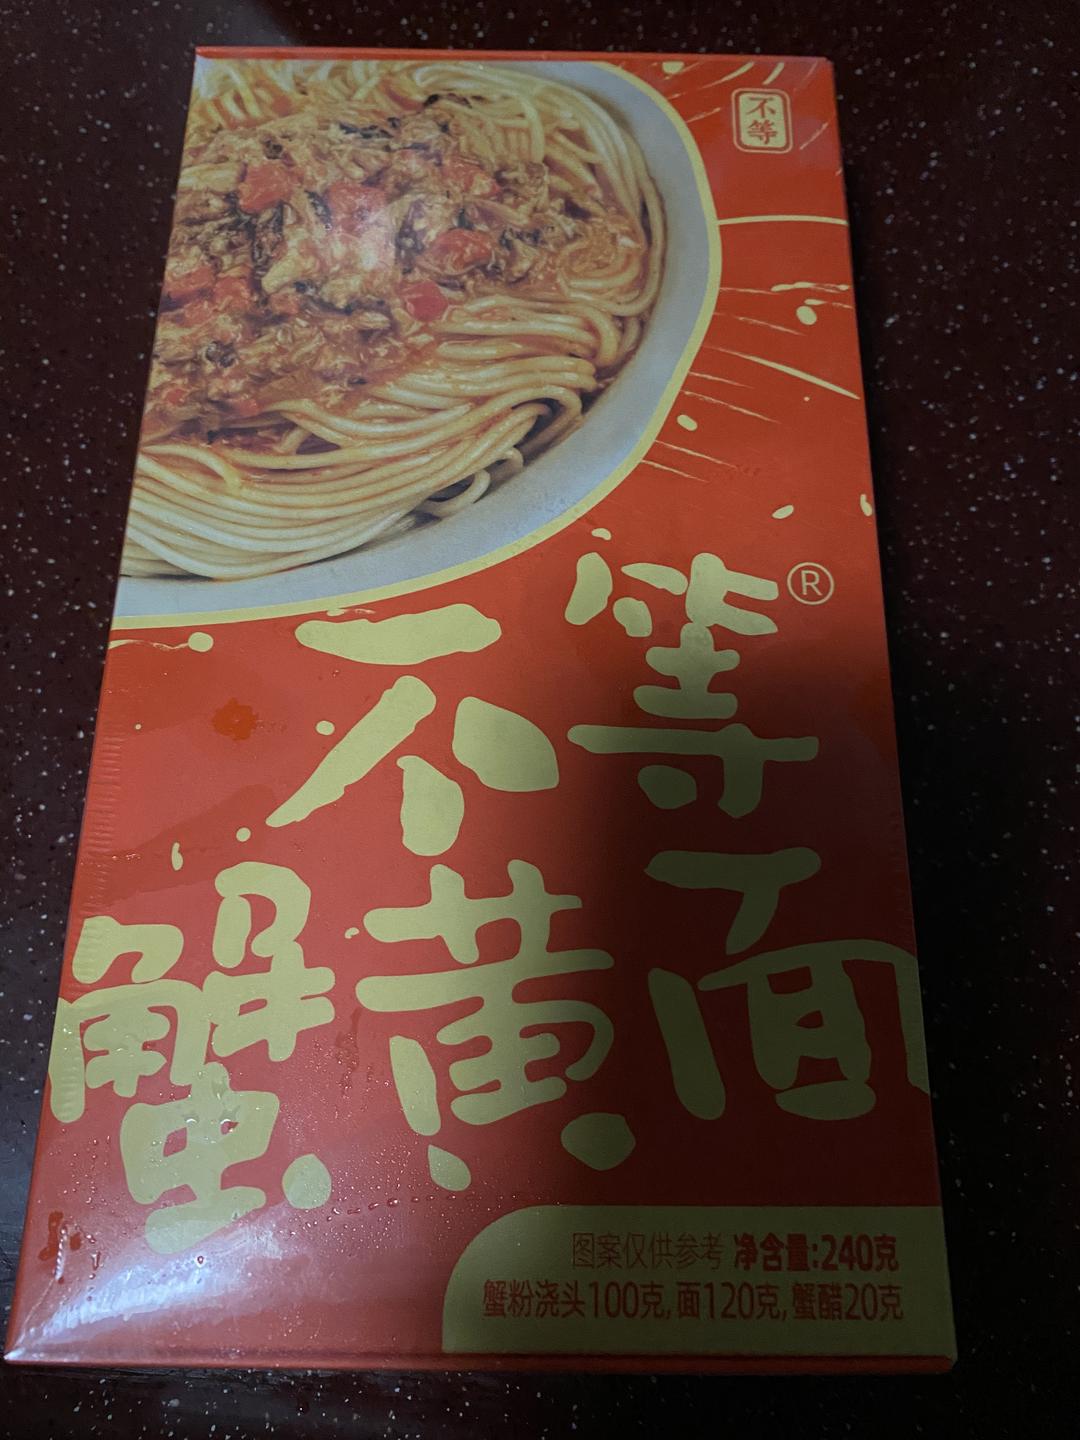 不等
不等®
蟹黄面
图案仅供参考 净含量:240克
蟹粉浇头100克,面120克,蟹醋20克